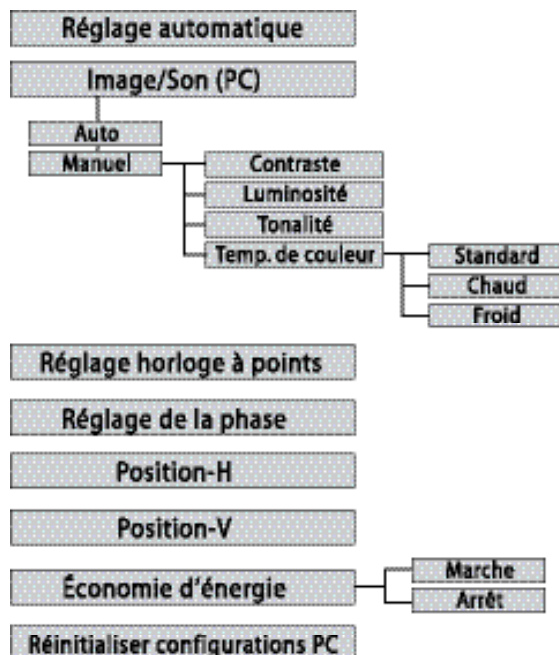 Réglage automatique
Image/Son (PC)
Auto
Manuel
Contraste
Luminosité
Tonalité
Temp. de couleur
Standard
Chaud
Froid
Réglage horloge à points
Réglage de la phase
Position-H
Position-V
Économie d'énergie
Marche
Arrêt
Réinitialiser configurations PC